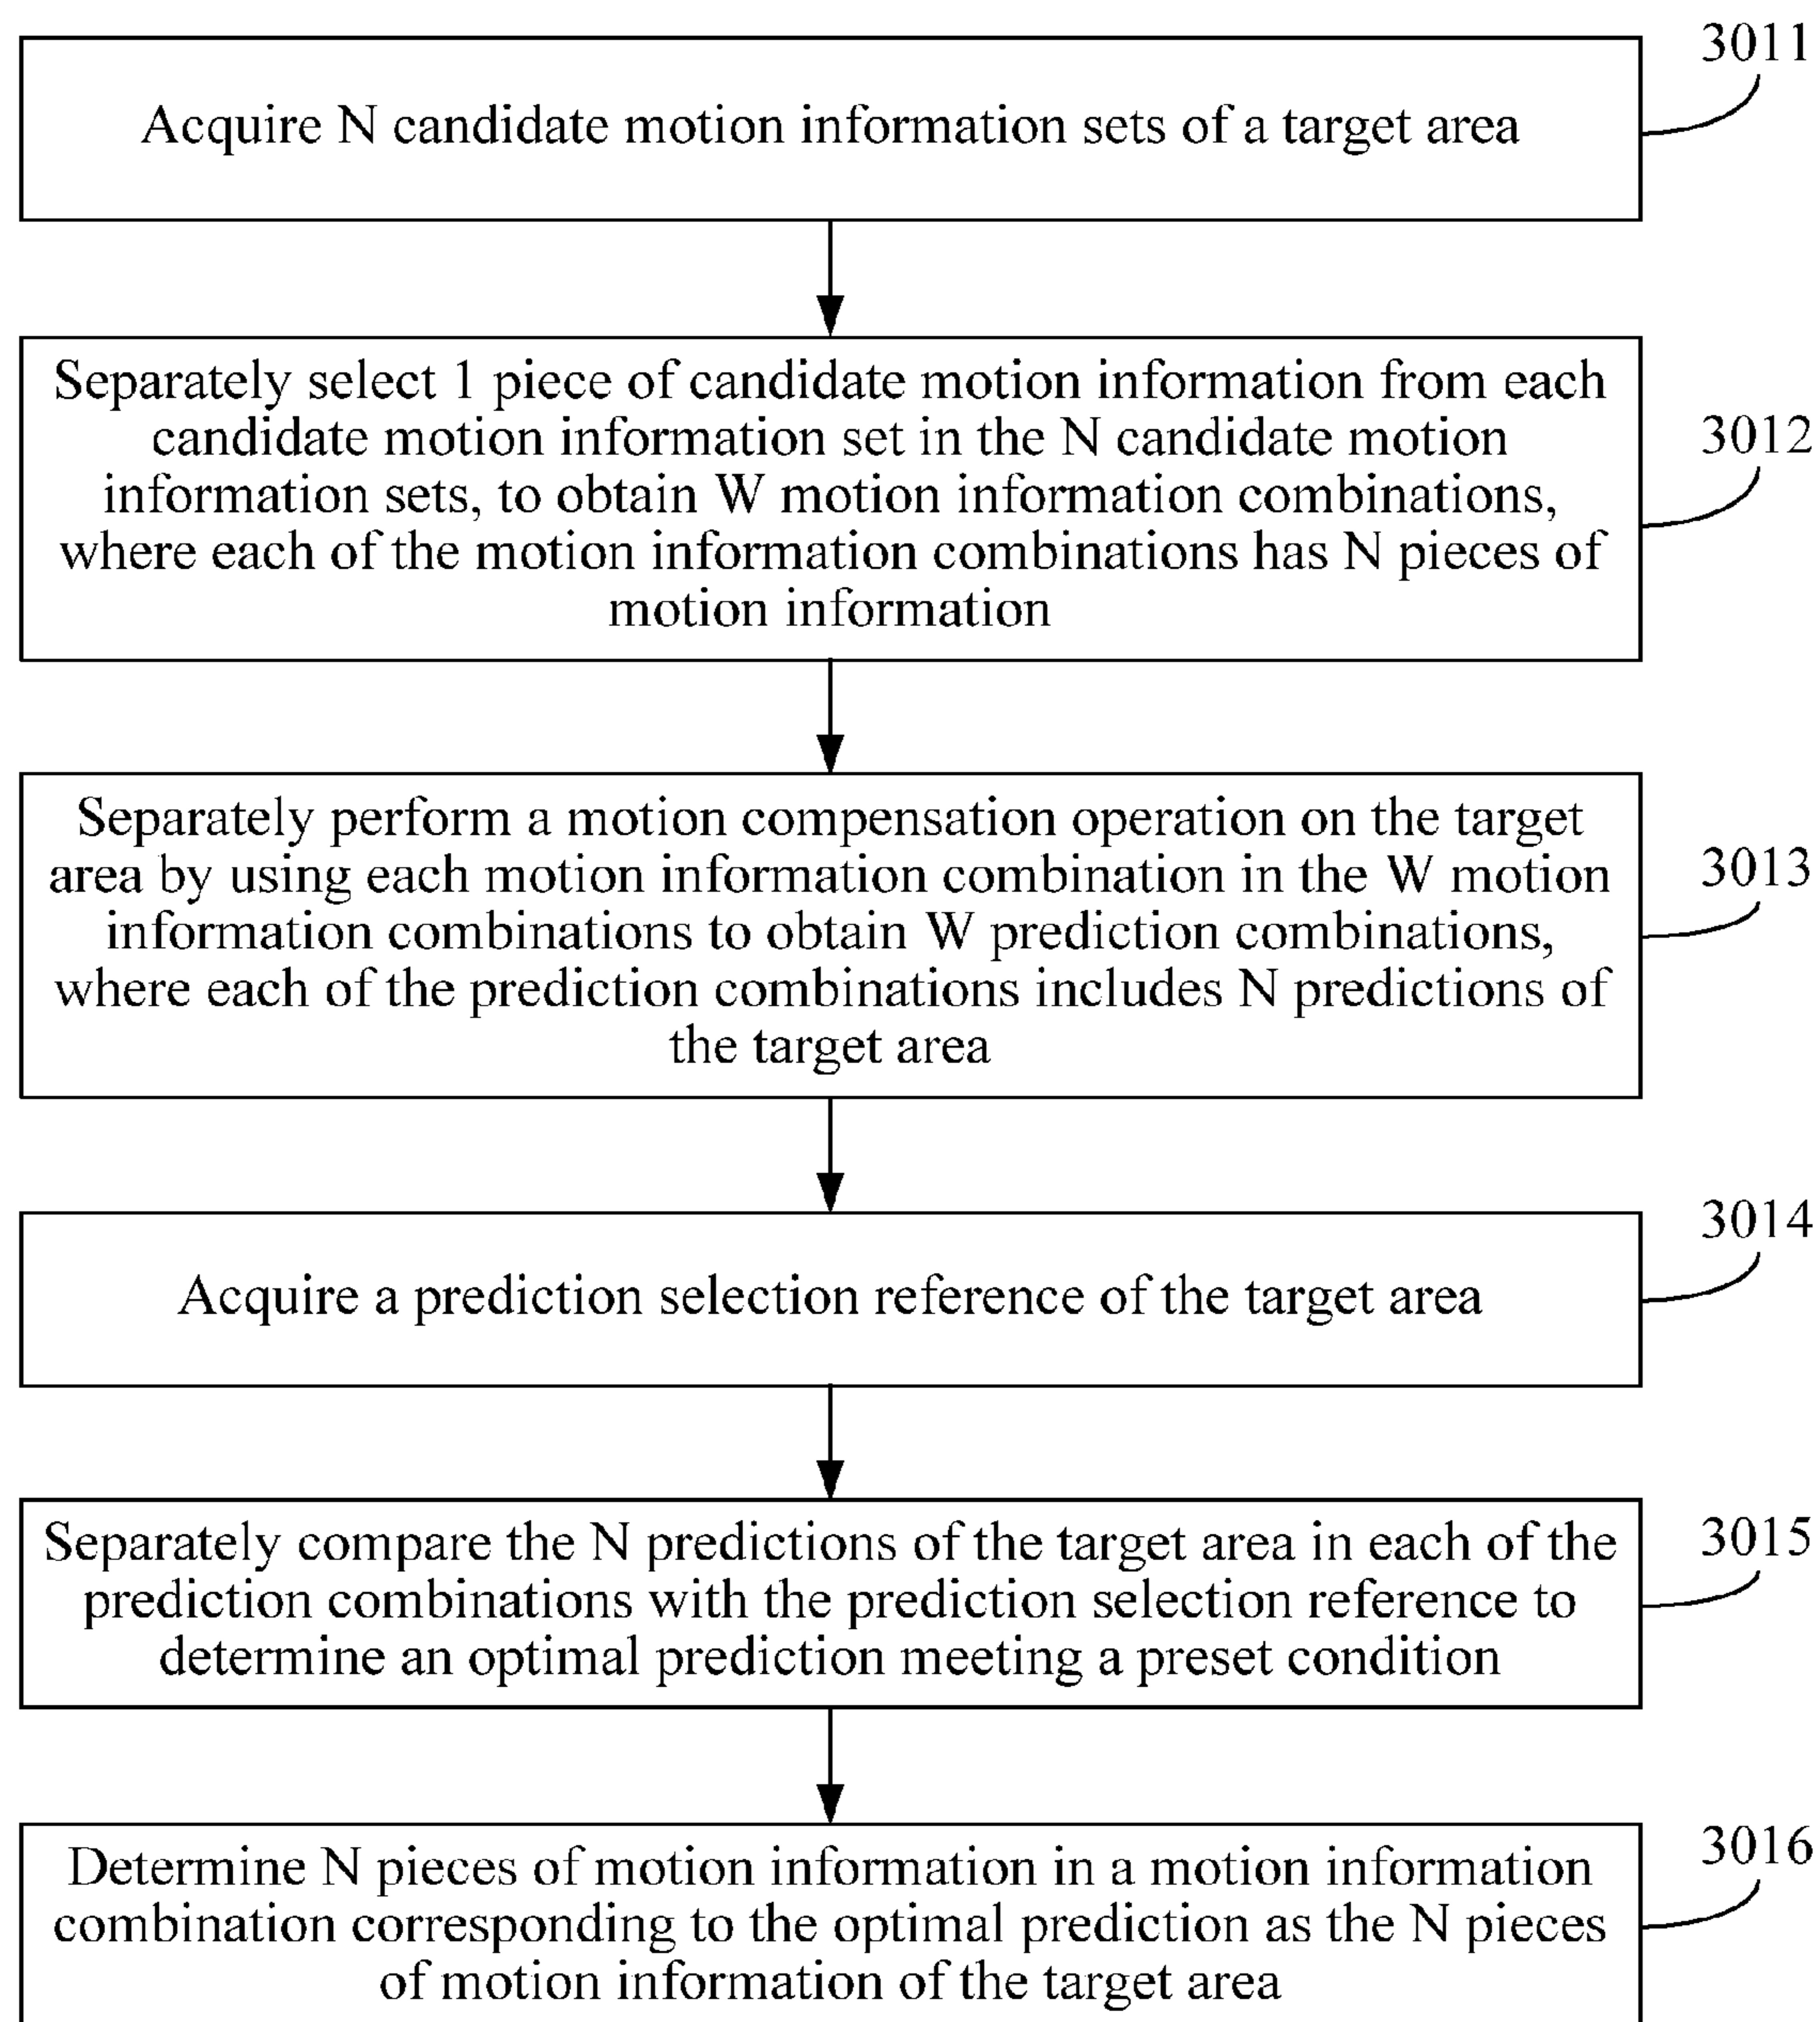 3011
Acquire N candidate motion information sets of a target area
Separately select 1 piece of candidate motion information from each
candidate motion information set in the N candidate motion
information sets, to obtain W motion information combinations,
where each of the motion information combinations has N pieces of
motion information
3012
Separately perform a motion compensation operation on the target
area by using each motion information combination in the W motion
information combinations to obtain W prediction combinations,
where each of the prediction combinations includes N predictions of
the target area
3013
3014
Acquire a prediction selection reference of the target area
Separately compare the N predictions of the target area in each of the
prediction combinations with the prediction selection reference to
determine an optimal prediction meeting a preset condition
3015
Determine N pieces of motion information in a motion information
combination corresponding to the optimal prediction as the N pieces
of motion information of the target area
3016